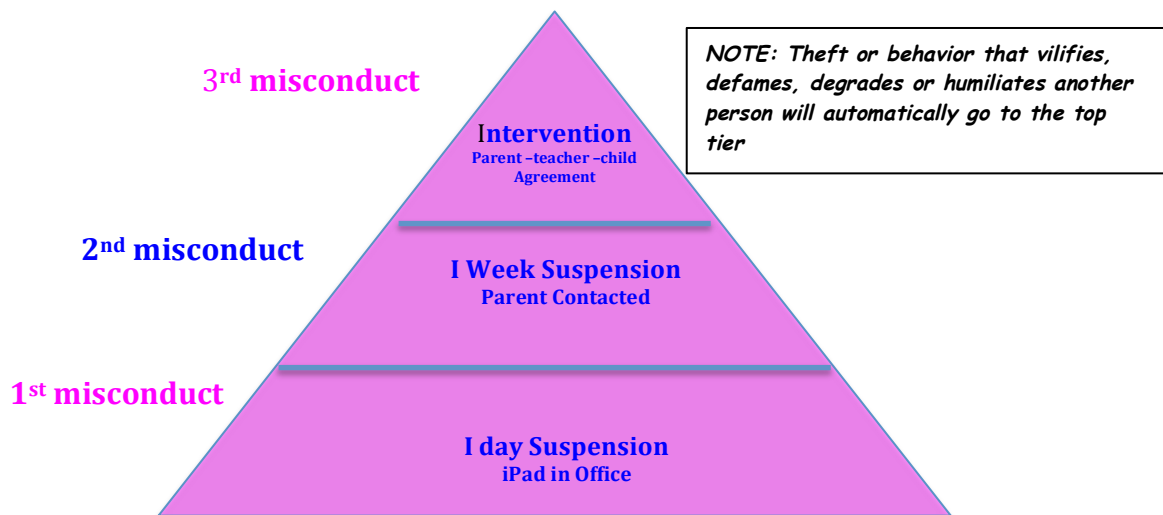 3rd misconduct
NOTE: Theft or behavior that vilifies,
defames, degrades or humiliates another
person will automatically go to the top
tier
Intervention
Parent –teacher –child
Agreement
2nd misconduct
I Week Suspension
Parent Contacted
1st misconduct
I day Suspension
iPad in Office